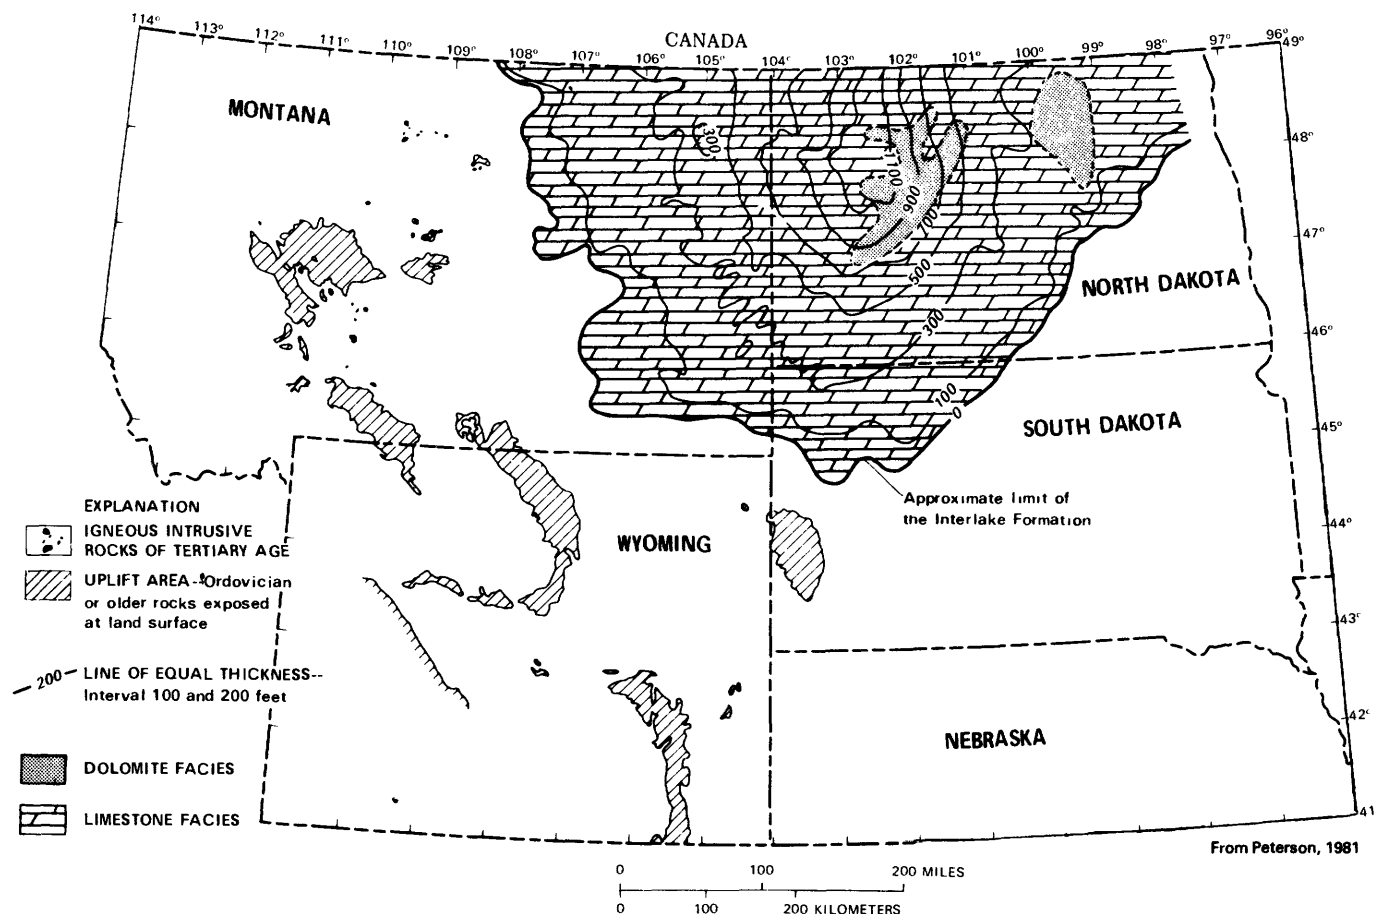 CANADA
114° 113° 112° 111° 110° 109° 108° 107° 106° 105° 104° 103° 102° 101° 100° 99° 98° 97° 96°
49°
MONTANA
300
1100
900
700
500
300
100
0
48°
47°
46°
45°
44°
43°
42°
41
NORTH DAKOTA
SOUTH DAKOTA
Approximate limit of
the Interlake Formation
WYOMING
NEBRASKA
EXPLANATION
IGNEOUS INTRUSIVE
ROCKS OF TERTIARY AGE
UPLIFT AREA--Ordovician
or older rocks exposed
at land surface
200
LINE OF EQUAL THICKNESS--
Interval 100 and 200 feet
DOLOMITE FACIES
LIMESTONE FACIES
From Peterson, 1981
0 100 200 MILES
0 100 200 KILOMETERS